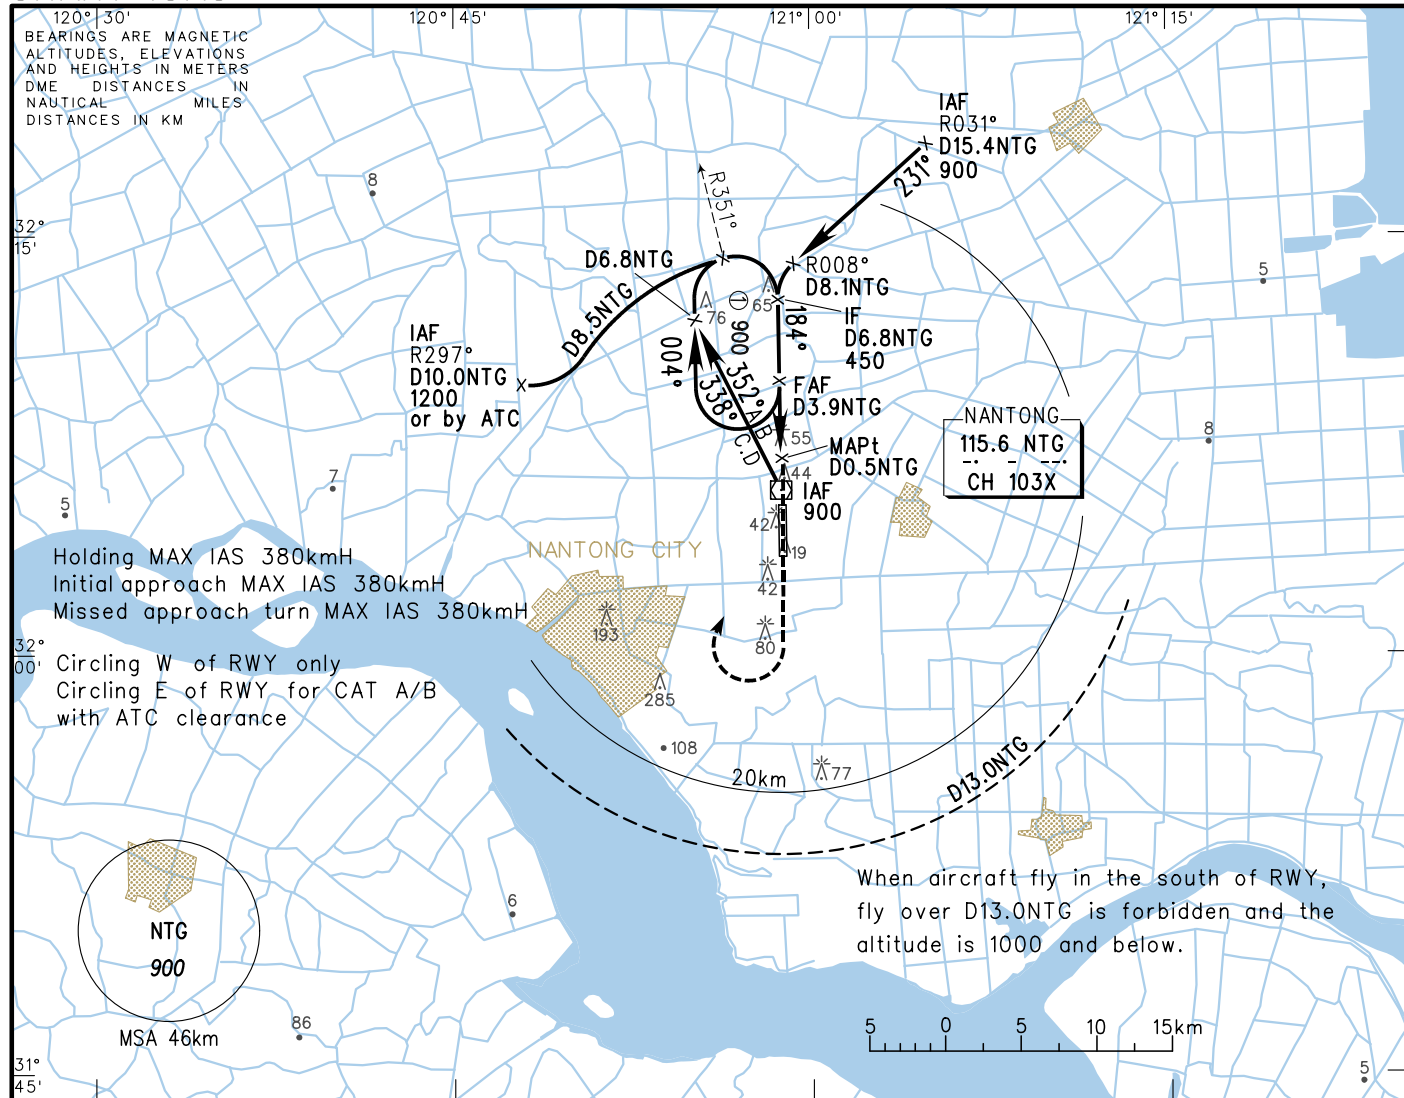 120°30'
120°45'
121°00'
121°15'
BEARINGS ARE MAGNETIC
ALTITUDES, ELEVATIONS
AND HEIGHTS IN METERS
DME DISTANCES IN
NAUTICAL MILES
DISTANCES IN KM
IAF
R031°
D15.4NTG
900
231°
8
32°
15'
R351°
D6.8NTG
R008°
D8.1NTG
5
65
76
① 900
184°
IF
D6.8NTG
450
D8.5NTG
IAF
R297°
D10.0NTG
1200
or by ATC
004°
352° A.B
338° C.D
FAF
D3.9NTG
55
MAPt
D0.5NTG
44
IAF
900
NANTONG
115.6 NTG
CH 103X
8
7
5
42
19
42
NANTONG CITY
Holding MAX IAS 380kmH
Initial approach MAX IAS 380kmH
Missed approach turn MAX IAS 380kmH
193
80
32°
00'
Circling W of RWY only
Circling E of RWY for CAT A/B
with ATC clearance
285
108
20km
77
D13.0NTG
When aircraft fly in the south of RWY,
fly over D13.0NTG is forbidden and the
altitude is 1000 and below.
6
NTG
900
MSA 46km
86
5 0 5 10 15km
31°
45'
5